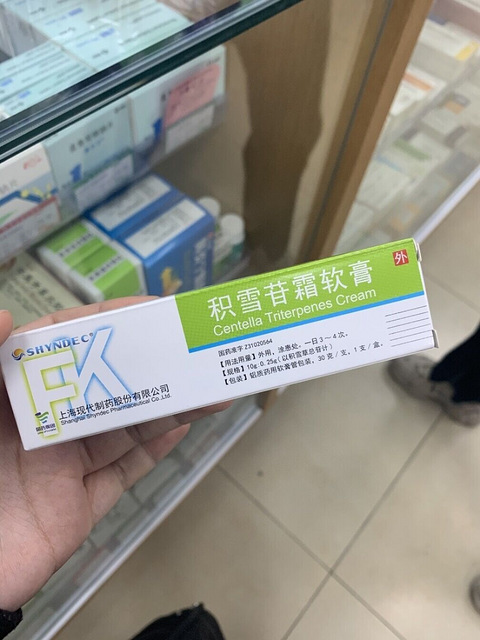 积雪苷霜软膏
Centella Triterpenes Cream
外
SHYNDEC®
FK
国药准字 Z31020564
【用法用量】外用，涂患处。一日3～4次。
【规格】10g:0.25g（以积雪草总苷计）
【包装】铝质药用软膏管包装，30克/支，1支/盒。
上海现代制药股份有限公司
Shanghai Shyndec Pharmaceutical Co.,Ltd.